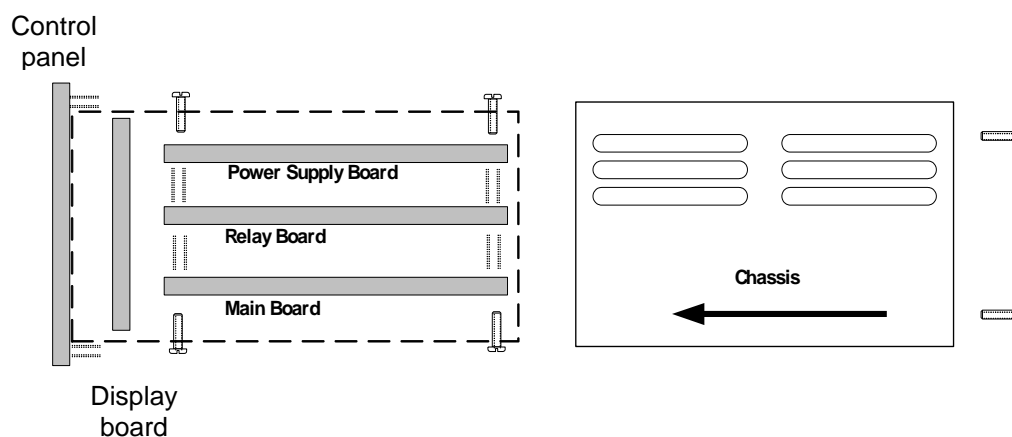 Control
panel
Power Supply Board
Relay Board
Main Board
Chassis
Display
board